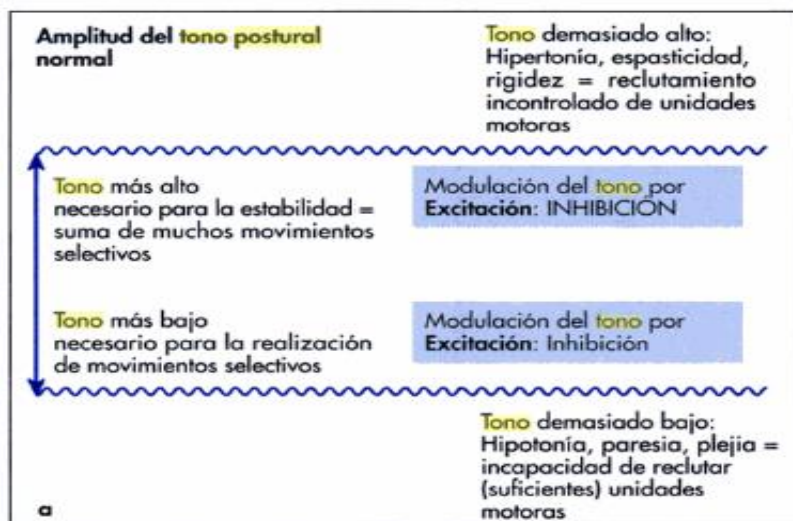 Amplitud del tono postural
normal
Tono demasiado alto:
Hipertonía, espasticidad,
rigidez = reclutamiento
incontrolado de unidades
motoras
Tono más alto
necesario para la estabilidad =
suma de muchos movimientos
selectivos
Modulación del tono por
Excitación: INHIBICIÓN
Tono más bajo
necesario para la realización
de movimientos selectivos
Modulación del tono por
Excitación: Inhibición
Tono demasiado bajo:
Hipotonía, paresia, plejia =
incapacidad de reclutar
(suficientes) unidades
motoras
a